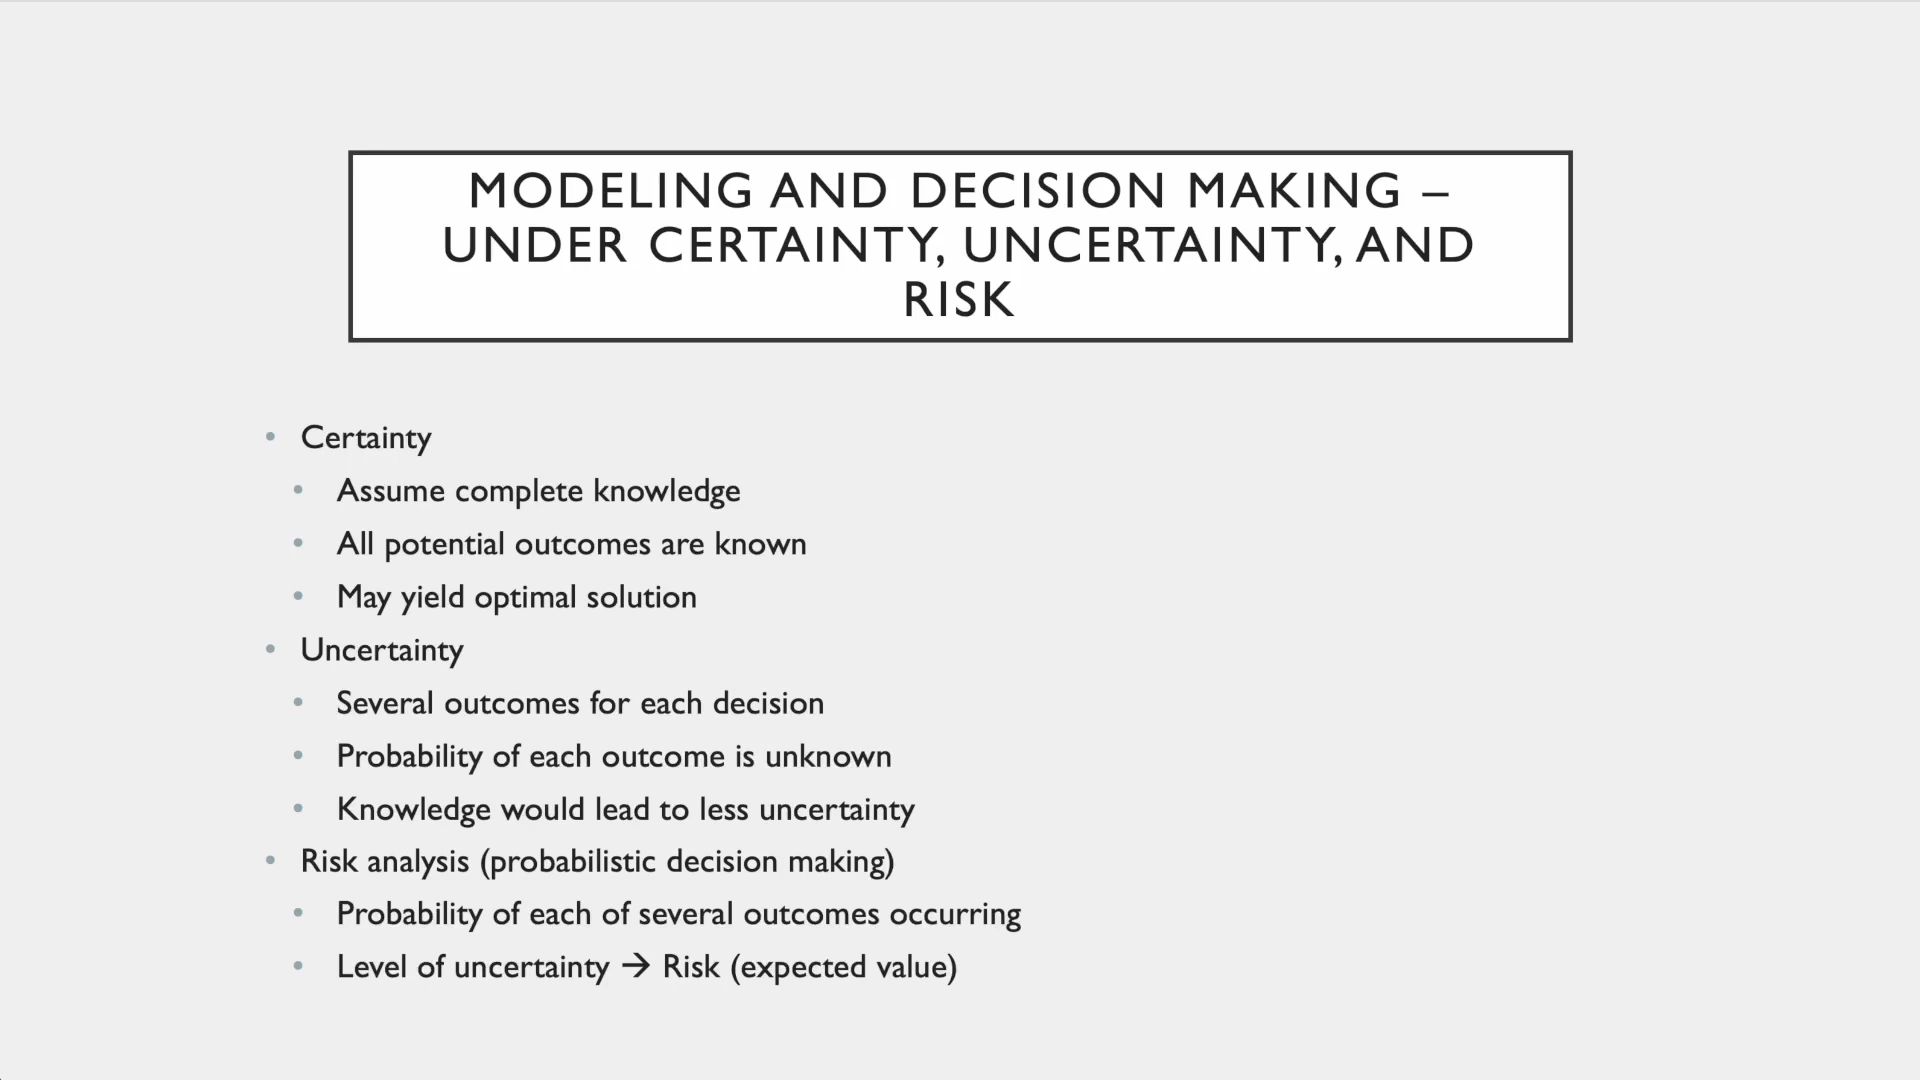 MODELING AND DECISION MAKING –
UNDER CERTAINTY, UNCERTAINTY, AND
RISK
• Certainty
• Assume complete knowledge
• All potential outcomes are known
• May yield optimal solution
• Uncertainty
• Several outcomes for each decision
• Probability of each outcome is unknown
• Knowledge would lead to less uncertainty
• Risk analysis (probabilistic decision making)
• Probability of each of several outcomes occurring
• Level of uncertainty → Risk (expected value)